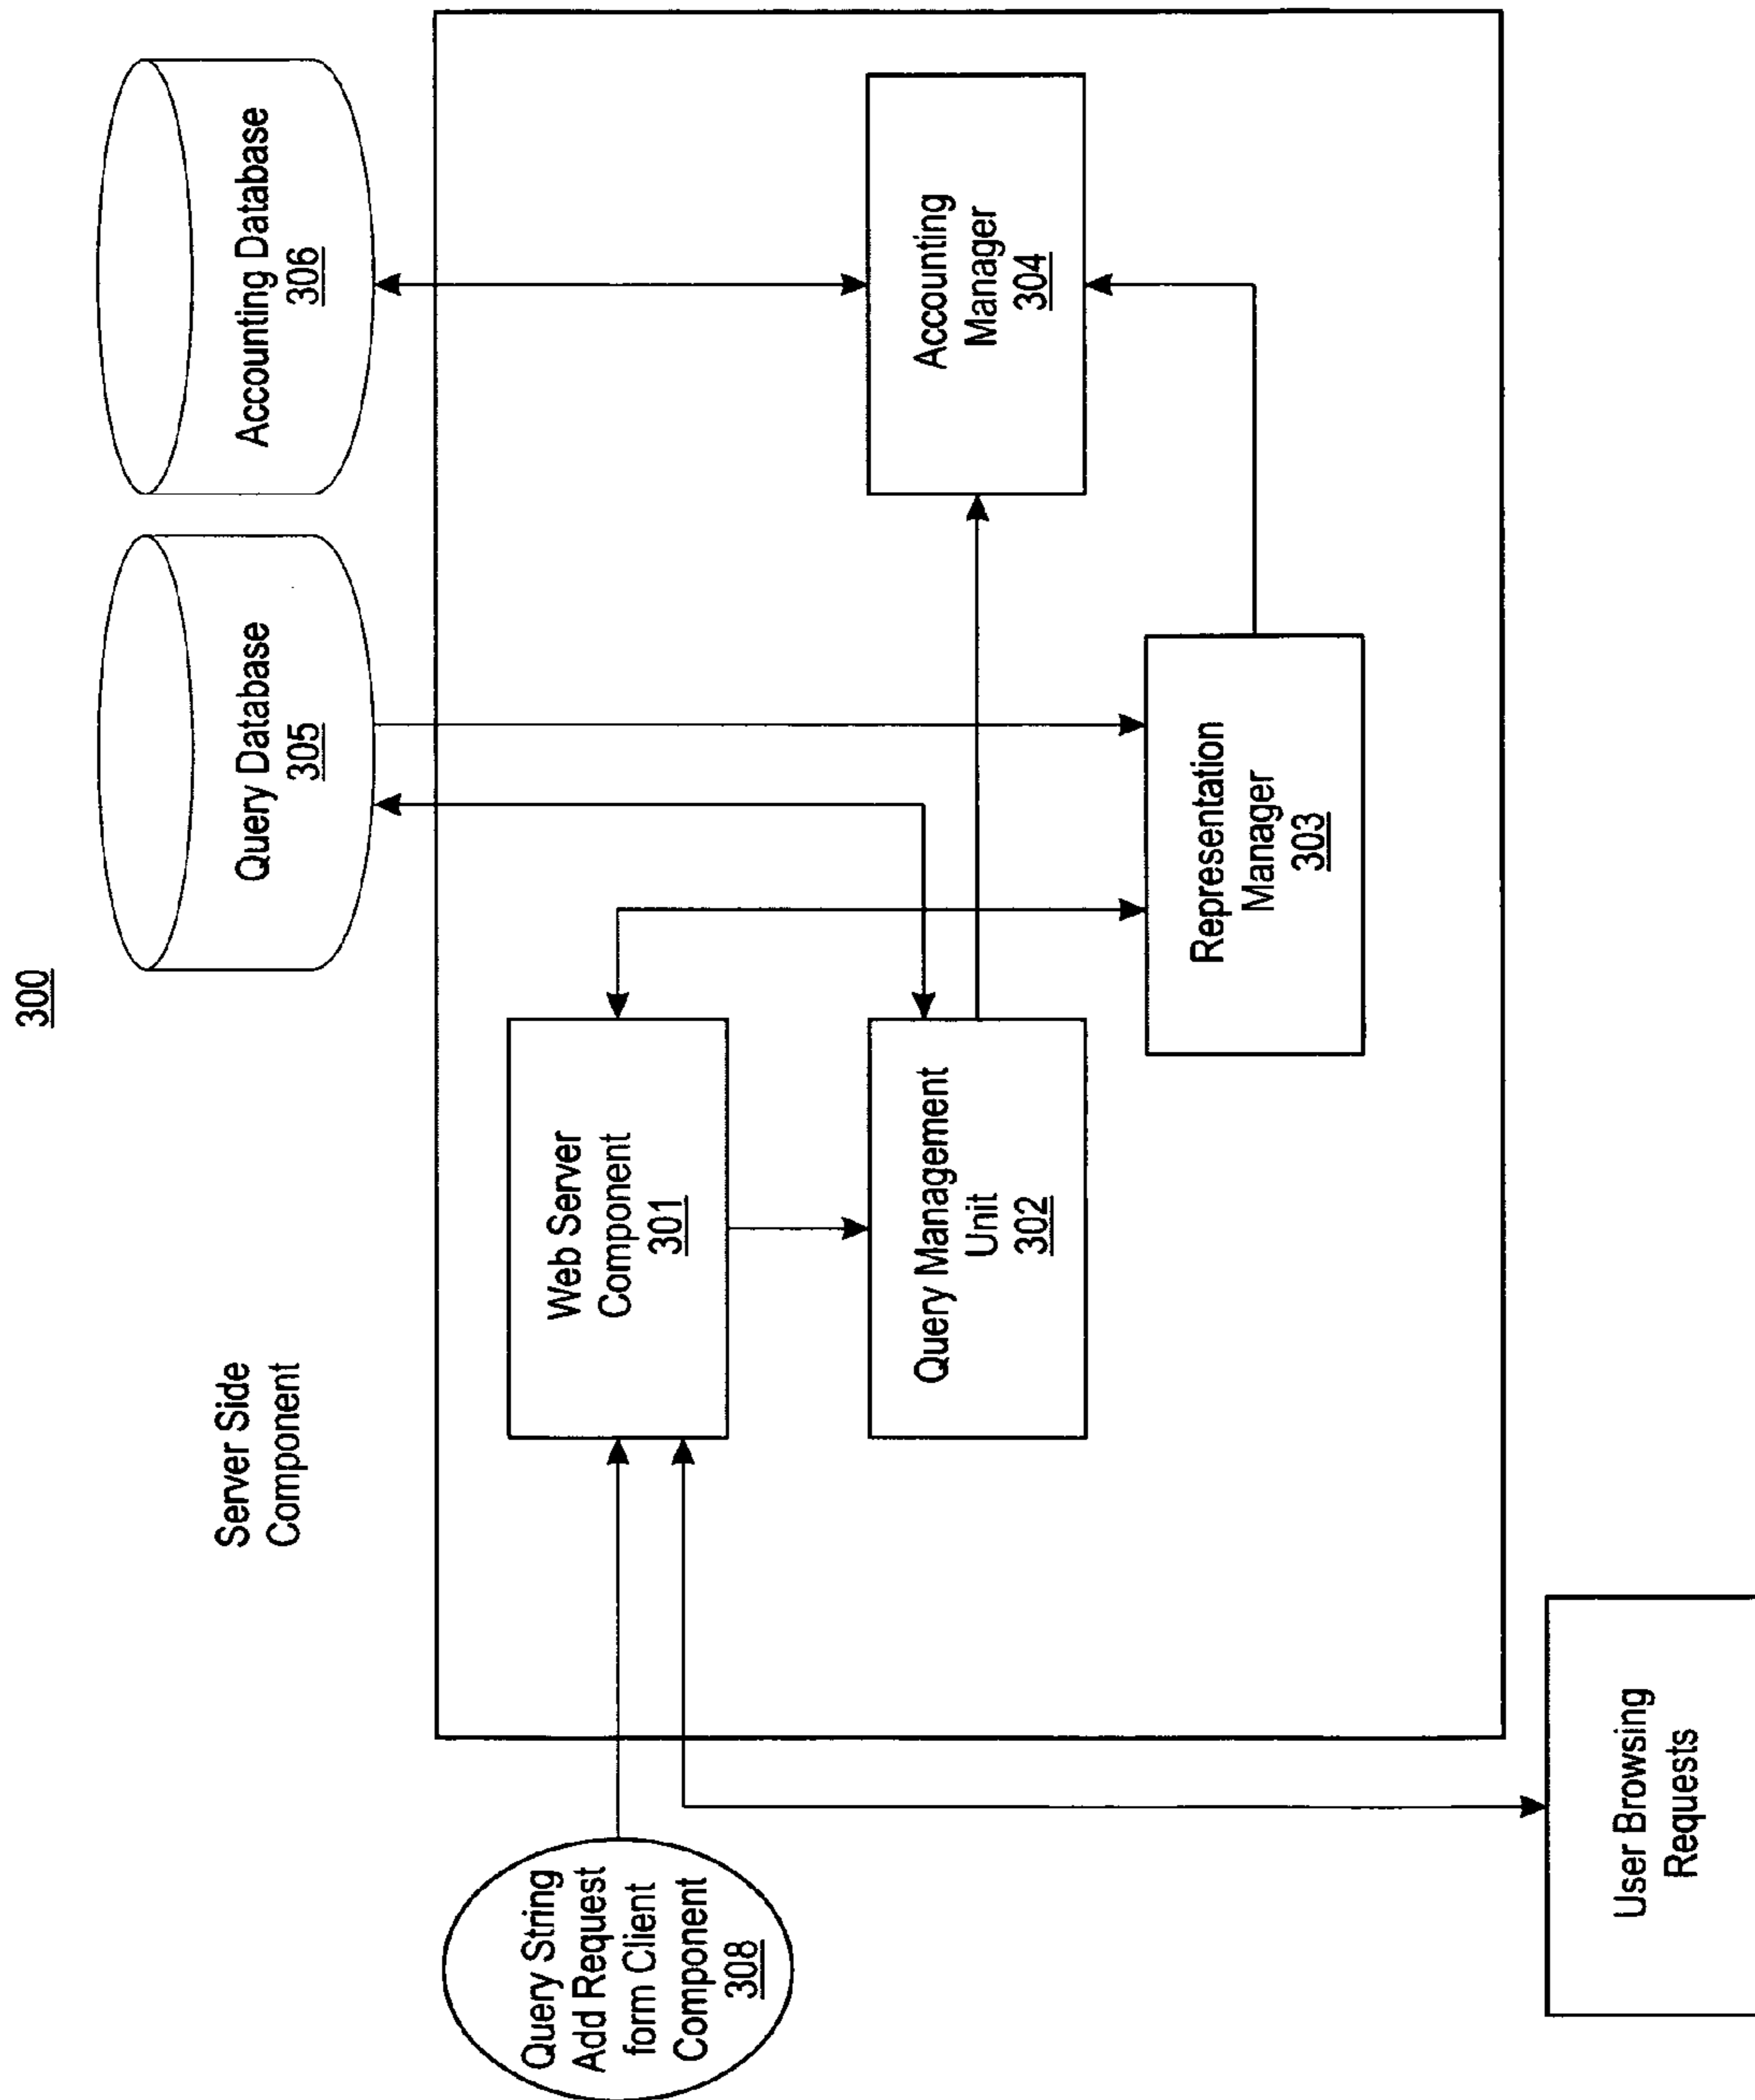 300
Server Side
Component
Query Database
305
Accounting Database
306
Query String
Add Request
form Client
Component
308
Web Server
Component
301
Query Management
Unit
302
Accounting
Manager
304
Representation
Manager
303
User Browsing
Requests